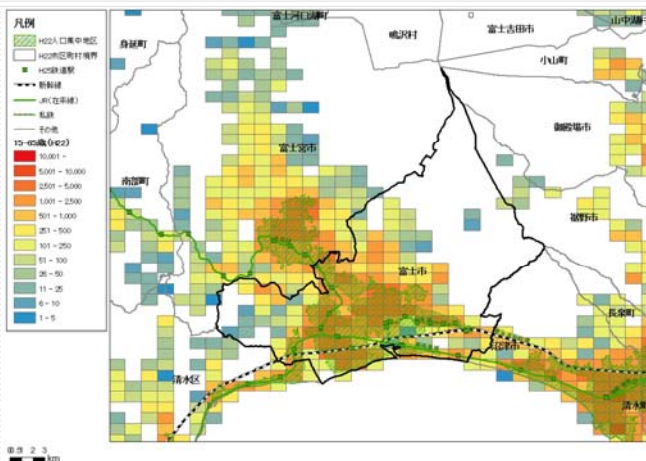 凡例
H22人口集中地区
H22市区町村境界
H25鉄道駅
新幹線
JR(在来線)
私鉄
その他
15-65歳(H22)
10,001 -
5,001 - 10,000
2,501 - 5,000
1,001 - 2,500
501 - 1,000
251 - 500
101 - 250
51 - 100
26 - 50
11 - 25
6 - 10
1 - 5
富士河口湖町
鳴沢村
富士吉田市
山中湖村
身延町
小山町
御殿場市
富士宮市
南部町
裾野市
富士市
長泉町
沼津市
清水区
清水町
2 3
km